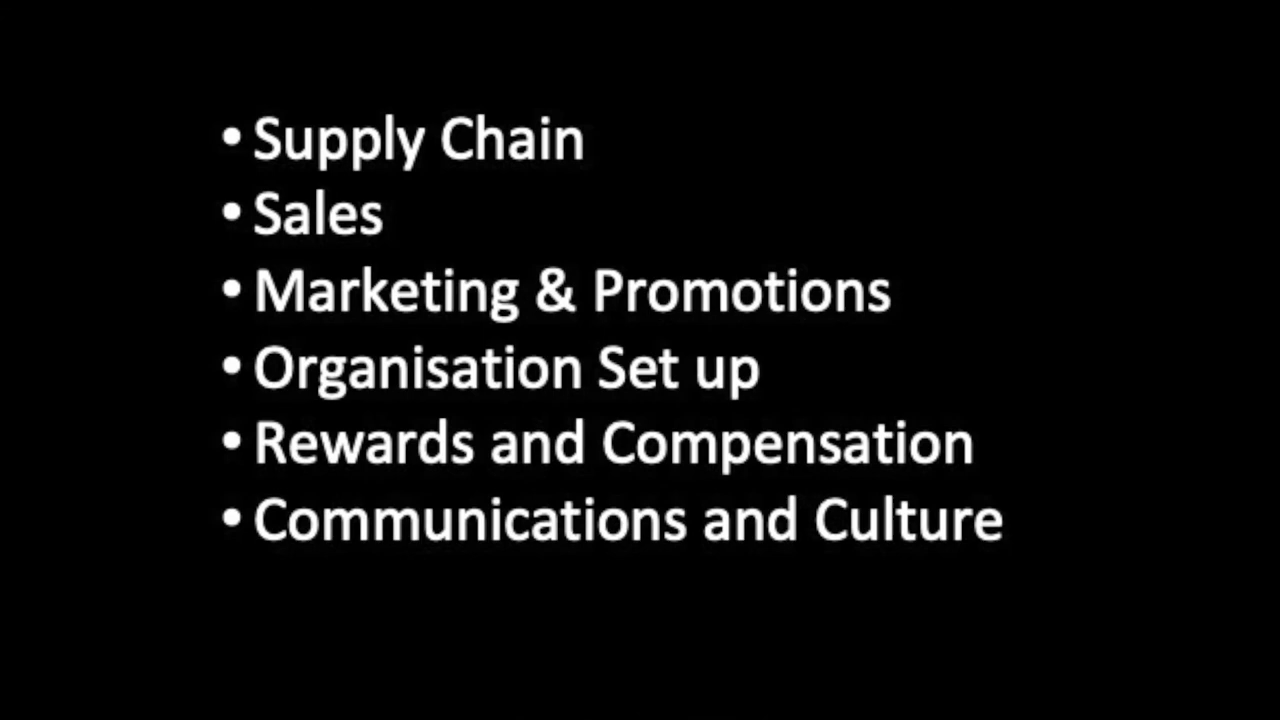 • Supply Chain
• Sales
• Marketing & Promotions
• Organisation Set up
• Rewards and Compensation
• Communications and Culture